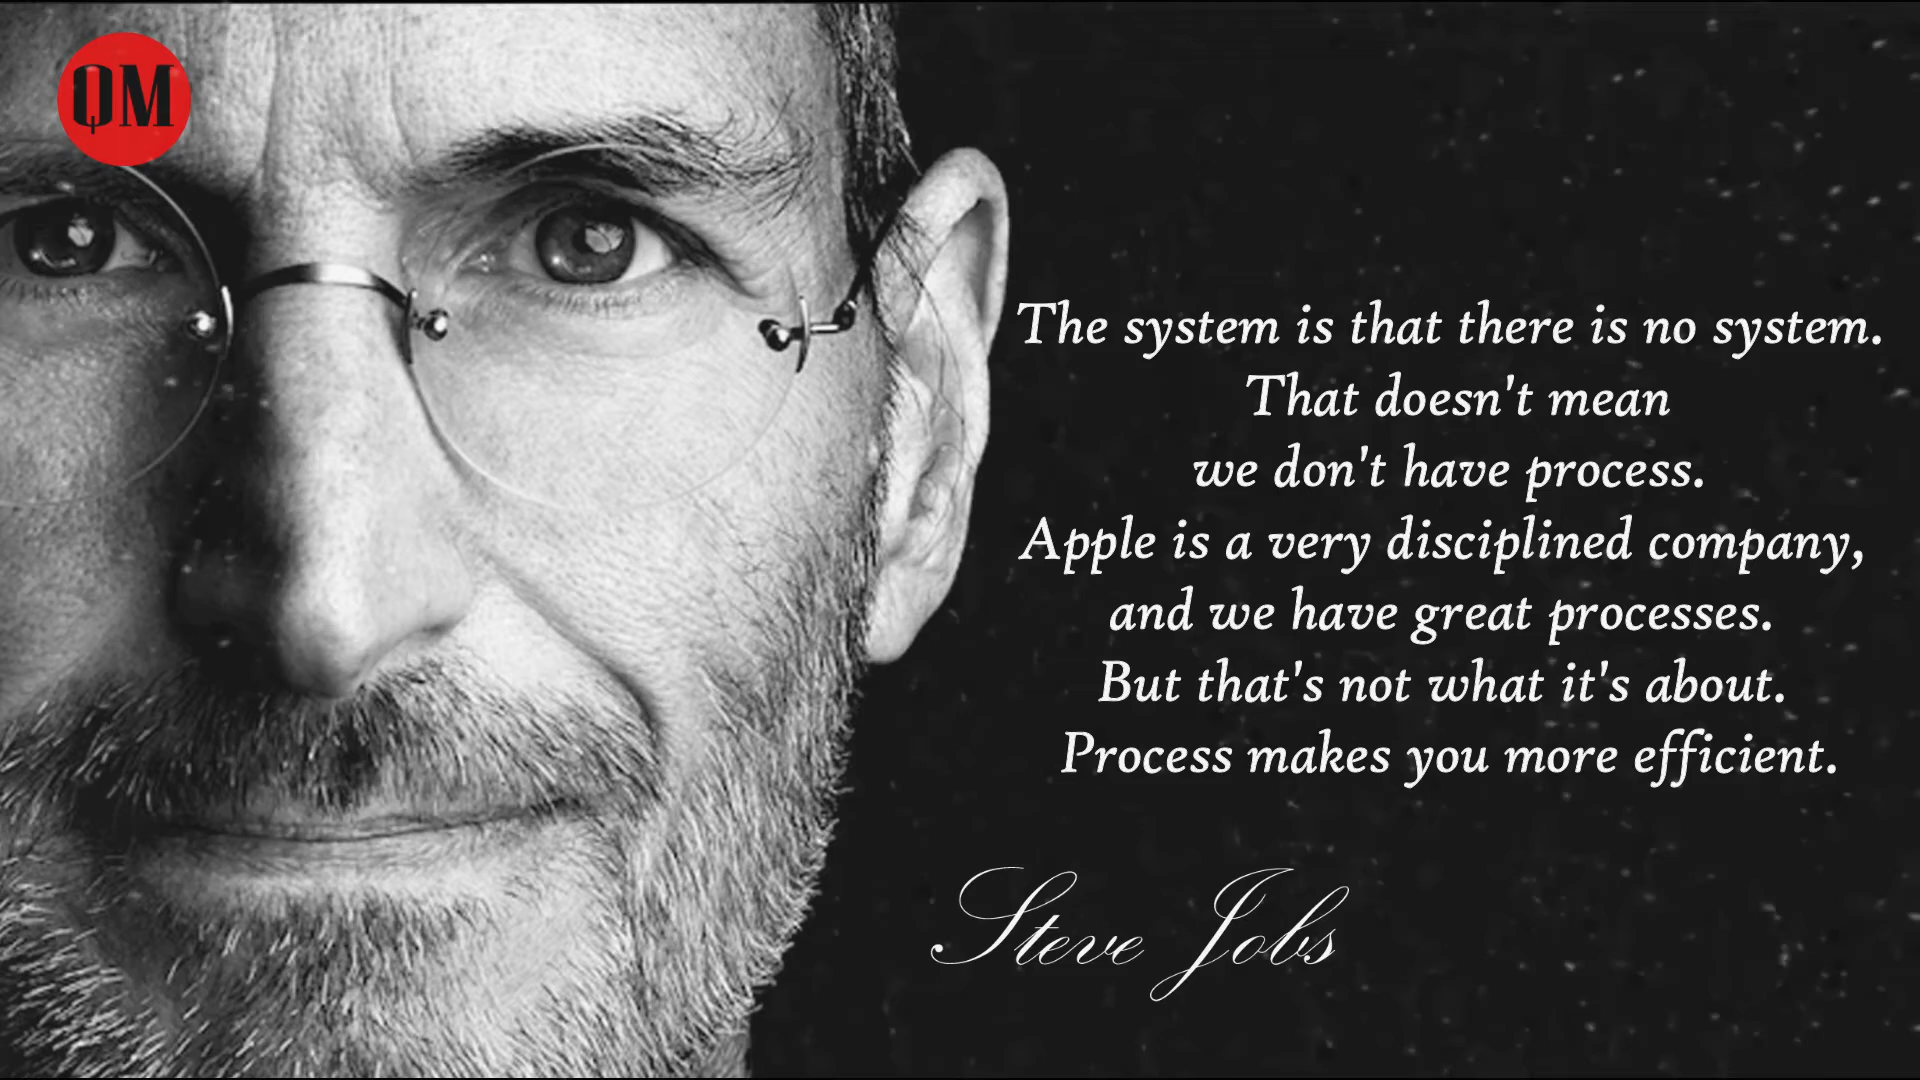 QM
The system is that there is no system.
That doesn't mean
we don't have process.
Apple is a very disciplined company,
and we have great processes.
But that's not what it's about.
Process makes you more efficient.
Steve Jobs